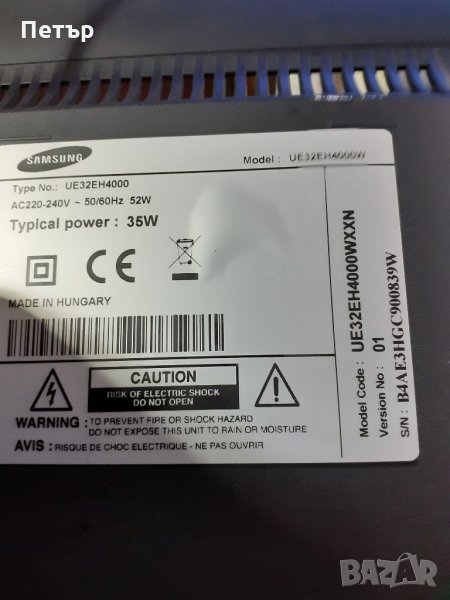 Петър
SAMSUNG
Model : UE32EH4000W
Type No.: UE32EH4000
AC220-240V ~ 50/60Hz 52W
Typical power : 35W
MADE IN HUNGARY
CAUTION
RISK OF ELECTRIC SHOCK
DO NOT OPEN
WARNING : TO PREVENT FIRE OR SHOCK HAZARD
DO NOT EXPOSE THIS UNIT TO RAIN OR MOISTURE
AVIS : RISQUE DE CHOC ELECTRIQUE - NE PAS OUVRIR
Model Code : UE32EH4000WXXN
Version No : 01
S/N : B4AE3HGC900839W
BAZAR